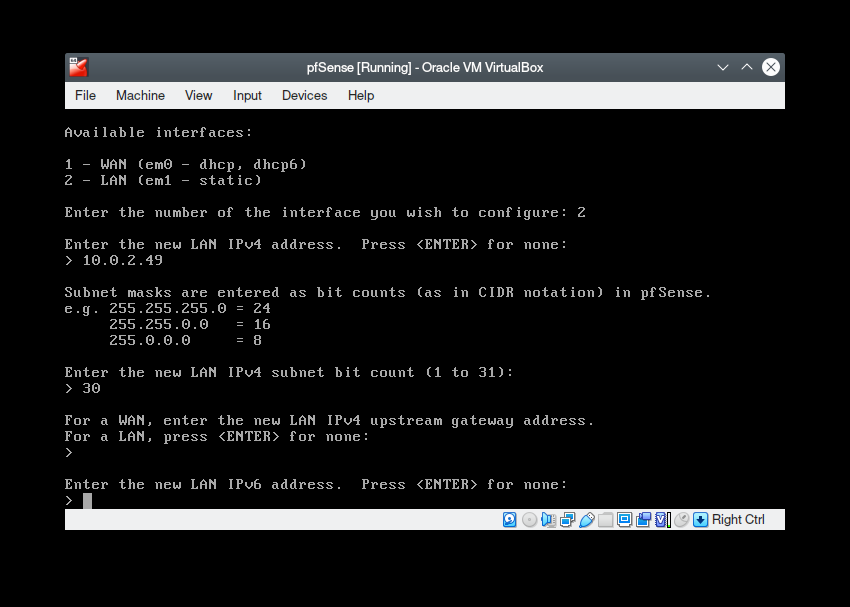 pfSense [Running] - Oracle VM VirtualBox
File Machine View Input Devices Help
Available interfaces:
1 - WAN (em0 - dhcp, dhcp6)
2 - LAN (em1 - static)
Enter the number of the interface you wish to configure: 2
Enter the new LAN IPv4 address.  Press <ENTER> for none:
> 10.0.2.49
Subnet masks are entered as bit counts (as in CIDR notation) in pfSense.
e.g. 255.255.255.0 = 24
     255.255.0.0   = 16
     255.0.0.0     = 8
Enter the new LAN IPv4 subnet bit count (1 to 31):
> 30
For a WAN, enter the new LAN IPv4 upstream gateway address.
For a LAN, press <ENTER> for none:
>
Enter the new LAN IPv6 address.  Press <ENTER> for none:
>
Right Ctrl